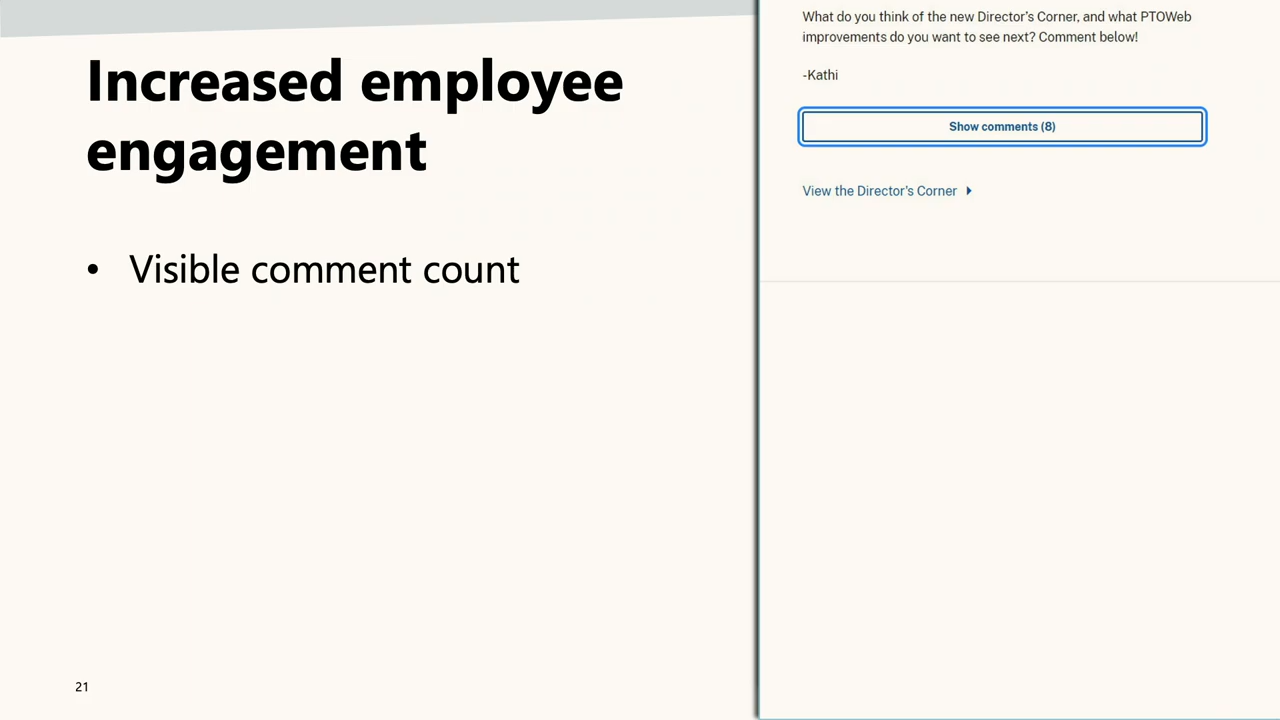 Increased employee
engagement
• Visible comment count
21
What do you think of the new Director's Corner, and what PTOWeb
improvements do you want to see next? Comment below!
-Kathi
Show comments (8)
View the Director's Corner